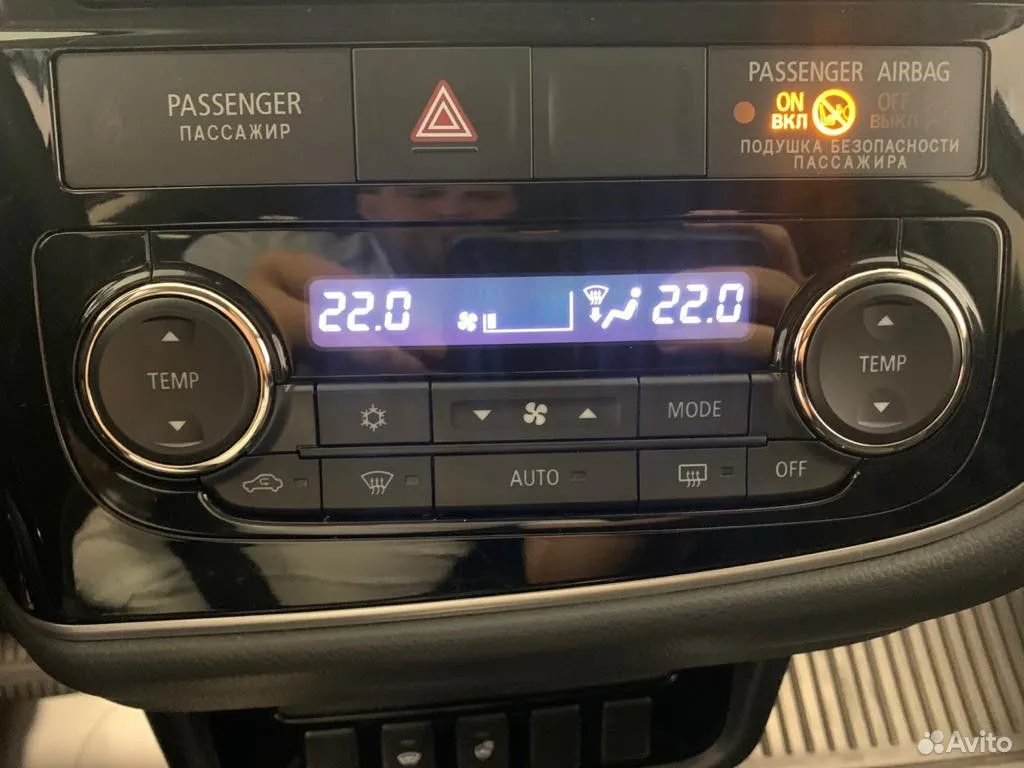 PASSENGER
ПАССАЖИР
PASSENGER AIRBAG
ON OFF
ВКЛ ВЫКЛ
ПОДУШКА БЕЗОПАСНОСТИ
ПАССАЖИРА
22.0 22.0
TEMP
MODE
TEMP
AUTO
OFF
Avito